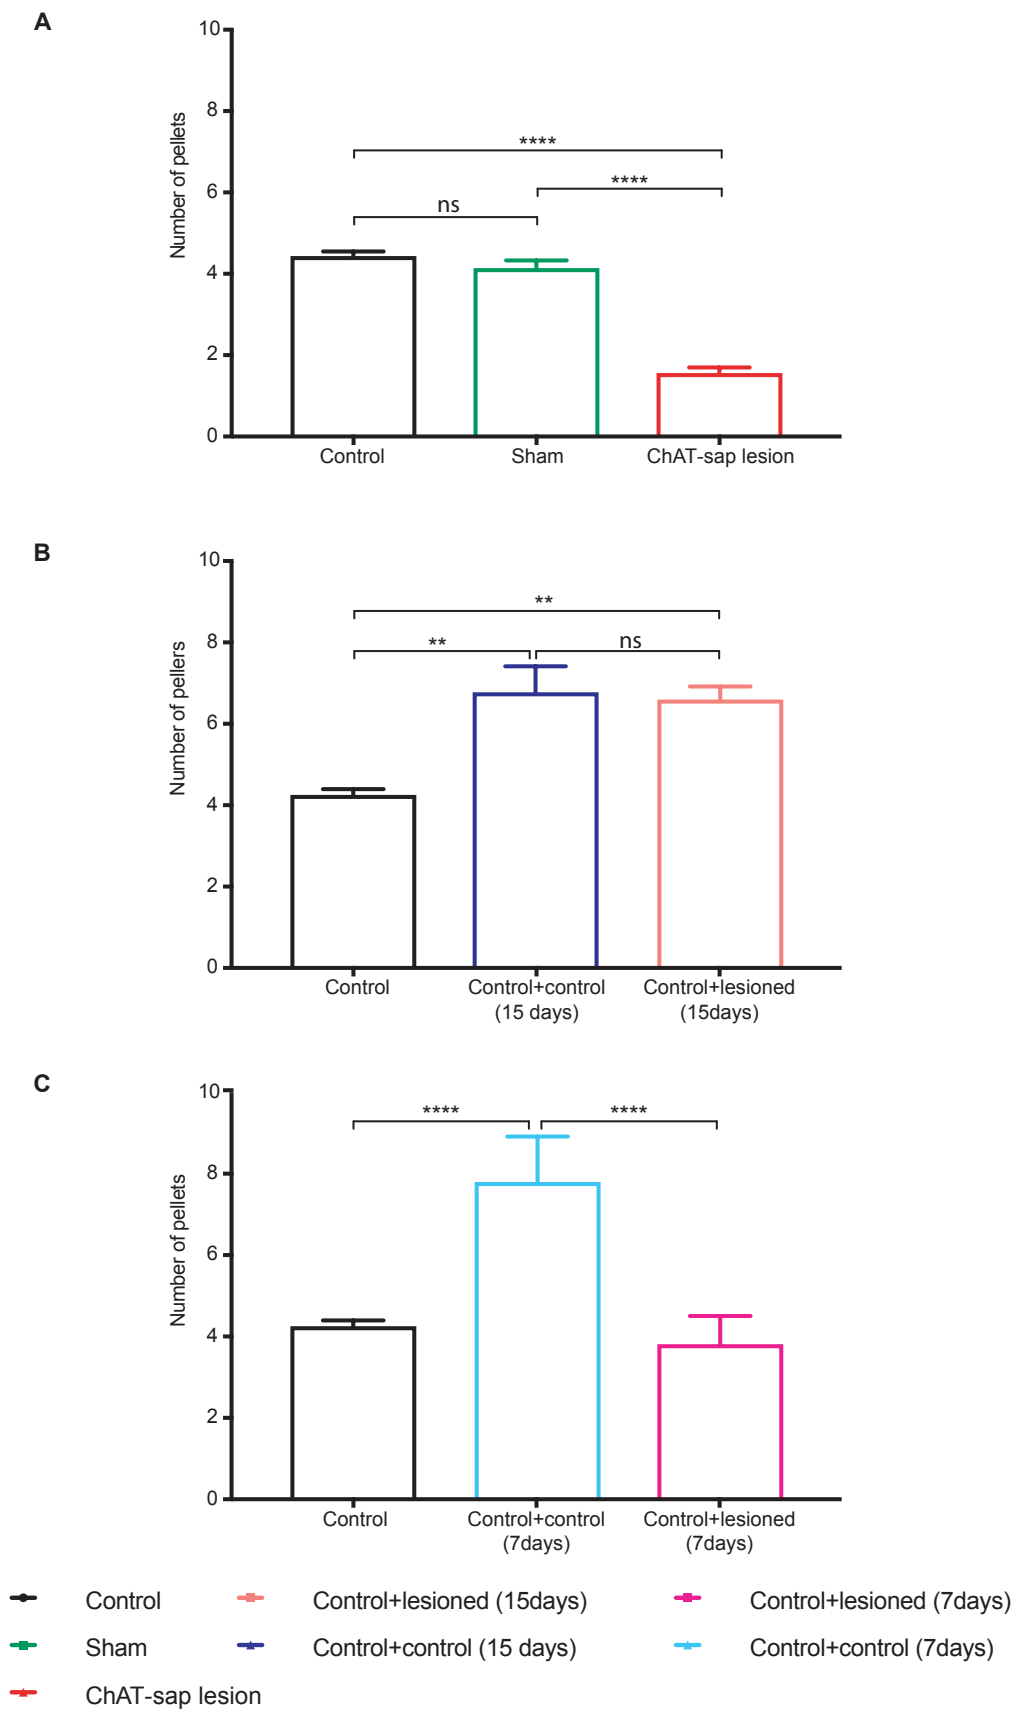 A
10
8
6
4
2
0
Number of pellets
****
****
ns
Control Sham ChAT-sap lesion
B
10
8
6
4
2
0
Number of pellers
**
** ns
Control Control+control Control+lesioned
(15 days) (15days)
C
10
8
6
4
2
0
Number of pellets
**** ****
Control Control+control Control+lesioned
(7days) (7days)
Control Control+lesioned (15days) Control+lesioned (7days)
Sham Control+control (15 days) Control+control (7days)
ChAT-sap lesion